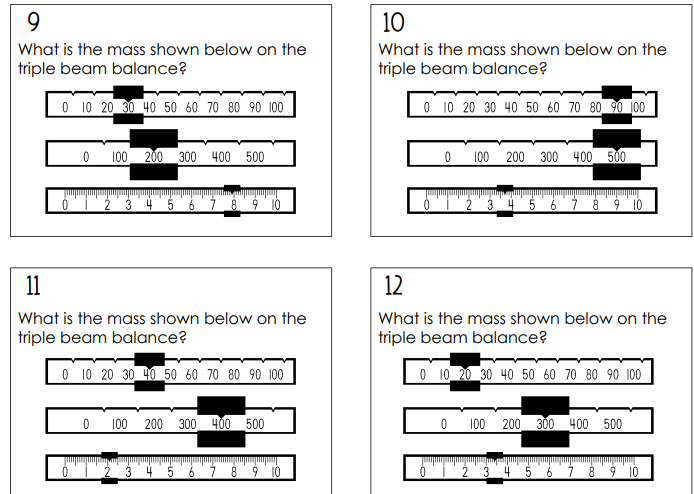 9
What is the mass shown below on the
triple beam balance?
0 10 20 30 40 50 60 70 80 90 100
0 100 200 300 400 500
0 1 2 3 4 5 6 7 8 9 10
10
What is the mass shown below on the
triple beam balance?
0 10 20 30 40 50 60 70 80 90 100
0 100 200 300 400 500
0 1 2 3 4 5 6 7 8 9 10
11
What is the mass shown below on the
triple beam balance?
0 10 20 30 40 50 60 70 80 90 100
0 100 200 300 400 500
0 1 2 3 4 5 6 7 8 9 10
12
What is the mass shown below on the
triple beam balance?
0 10 20 30 40 50 60 70 80 90 100
0 100 200 300 400 500
0 1 2 3 4 5 6 7 8 9 10